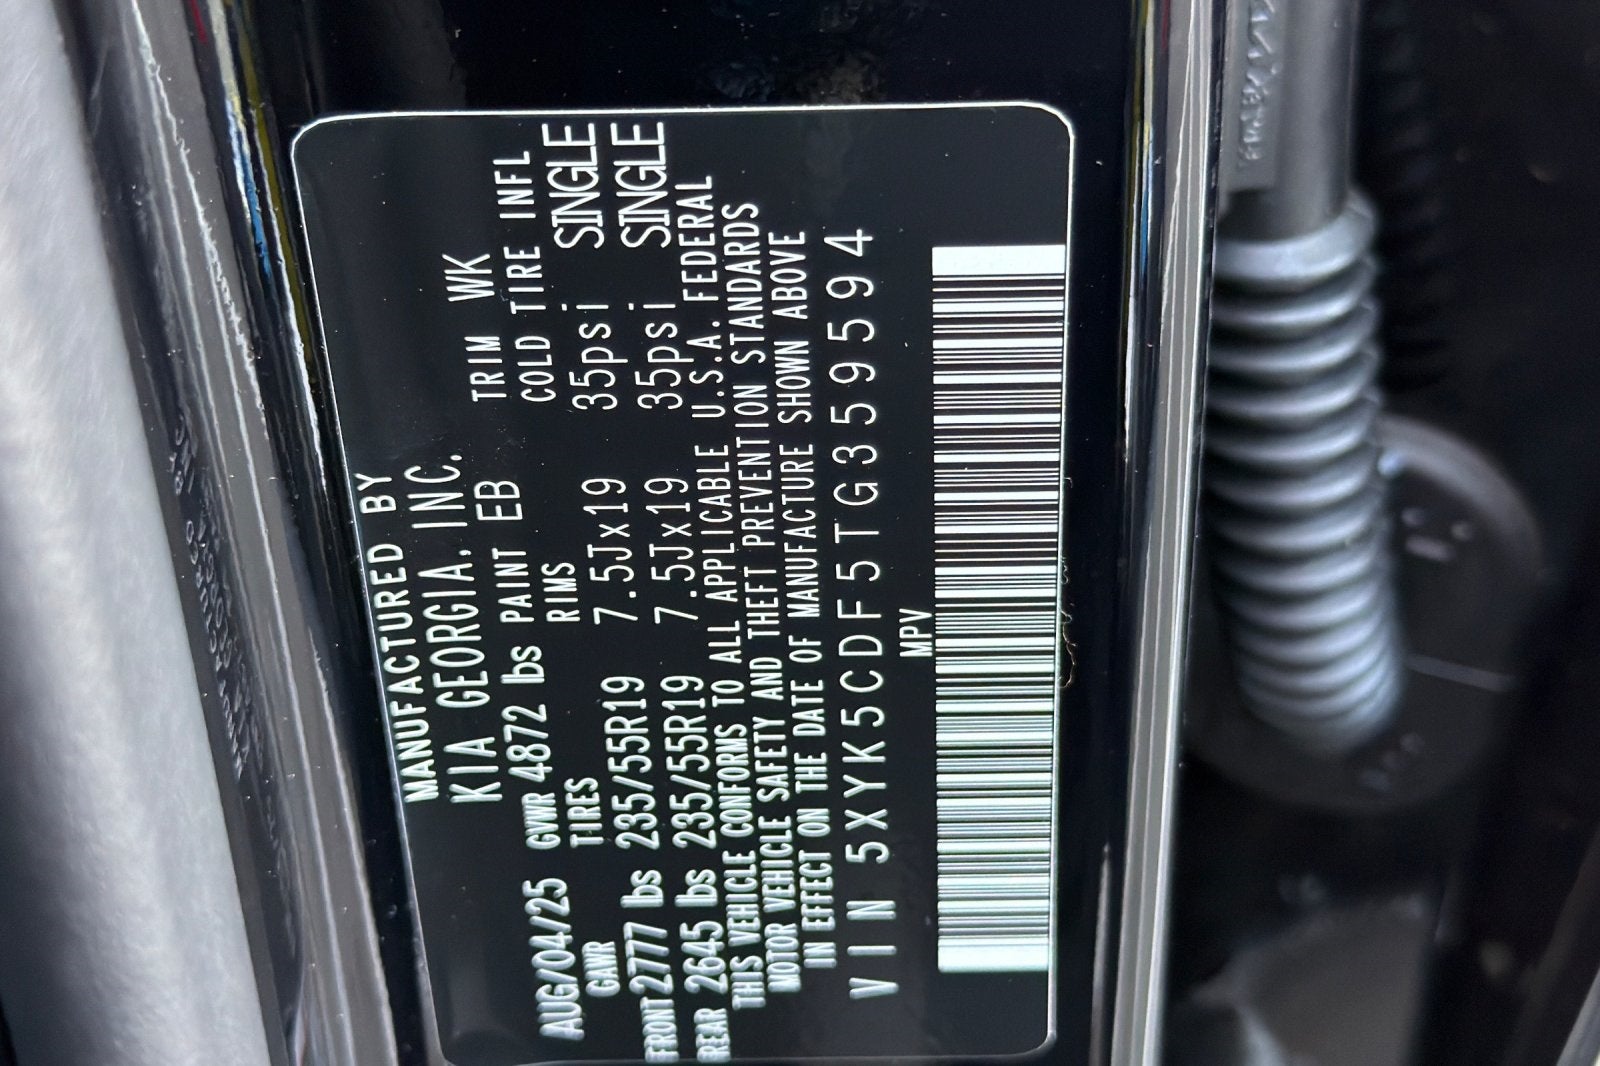 MANUFACTURED BY
KIA GEORGIA, INC.
AUG/04/25 GVWR 4872 lbs PAINT EB TRIM WK
GAWR TIRES RIMS COLD TIRE INFL
FRONT 2777 lbs 235/55R19 7.5Jx19 35psi SINGLE
REAR 2645 lbs 235/55R19 7.5Jx19 35psi SINGLE
THIS VEHICLE CONFORMS TO ALL APPLICABLE U.S.A. FEDERAL
MOTOR VEHICLE SAFETY AND THEFT PREVENTION STANDARDS
IN EFFECT ON THE DATE OF MANUFACTURE SHOWN ABOVE
VIN 5XYK5CDF5TG359594
MPV